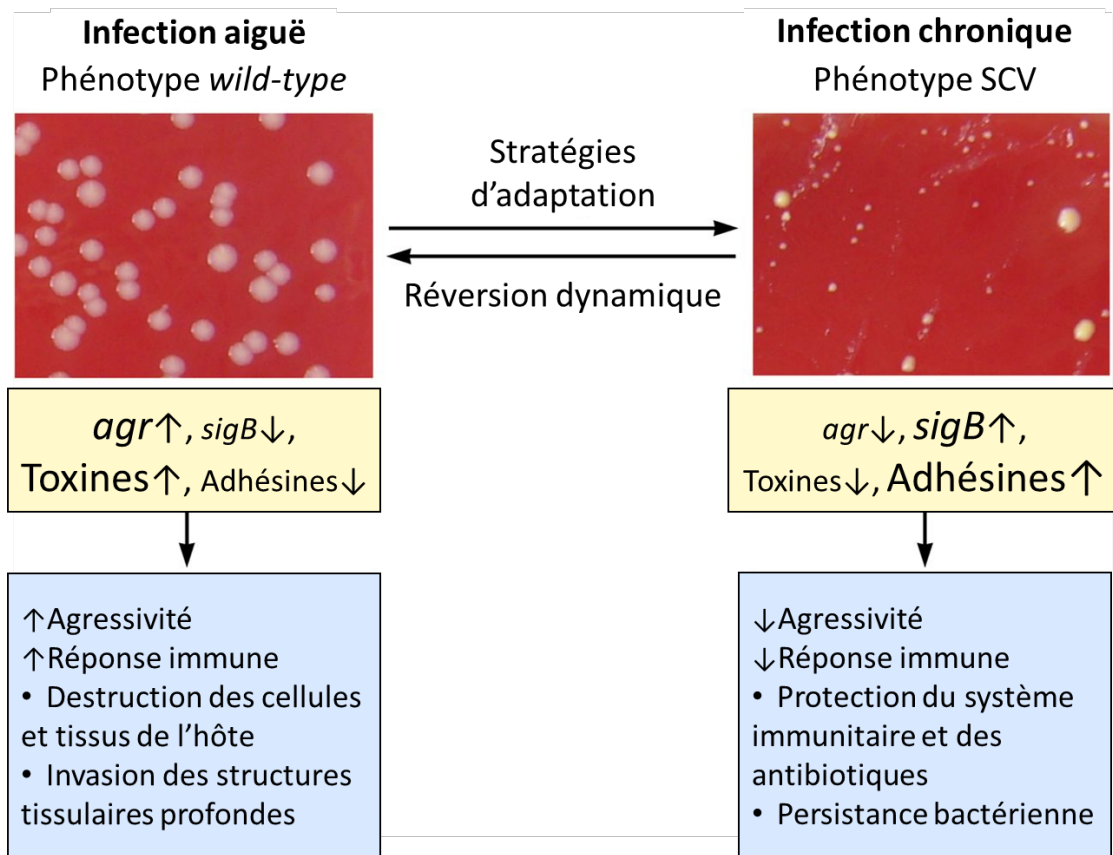 Infection aiguë
Phénotype wild-type
Infection chronique
Phénotype SCV
Stratégies
d'adaptation
Réversion dynamique
agr↑, sigB↓,
Toxines↑, Adhésines↓
agr↓, sigB↑,
Toxines↓, Adhésines↑
↑Agressivité
↑Réponse immune
• Destruction des cellules
et tissus de l'hôte
• Invasion des structures
tissulaires profondes
↓Agressivité
↓Réponse immune
• Protection du système
immunitaire et des
antibiotiques
• Persistance bactérienne